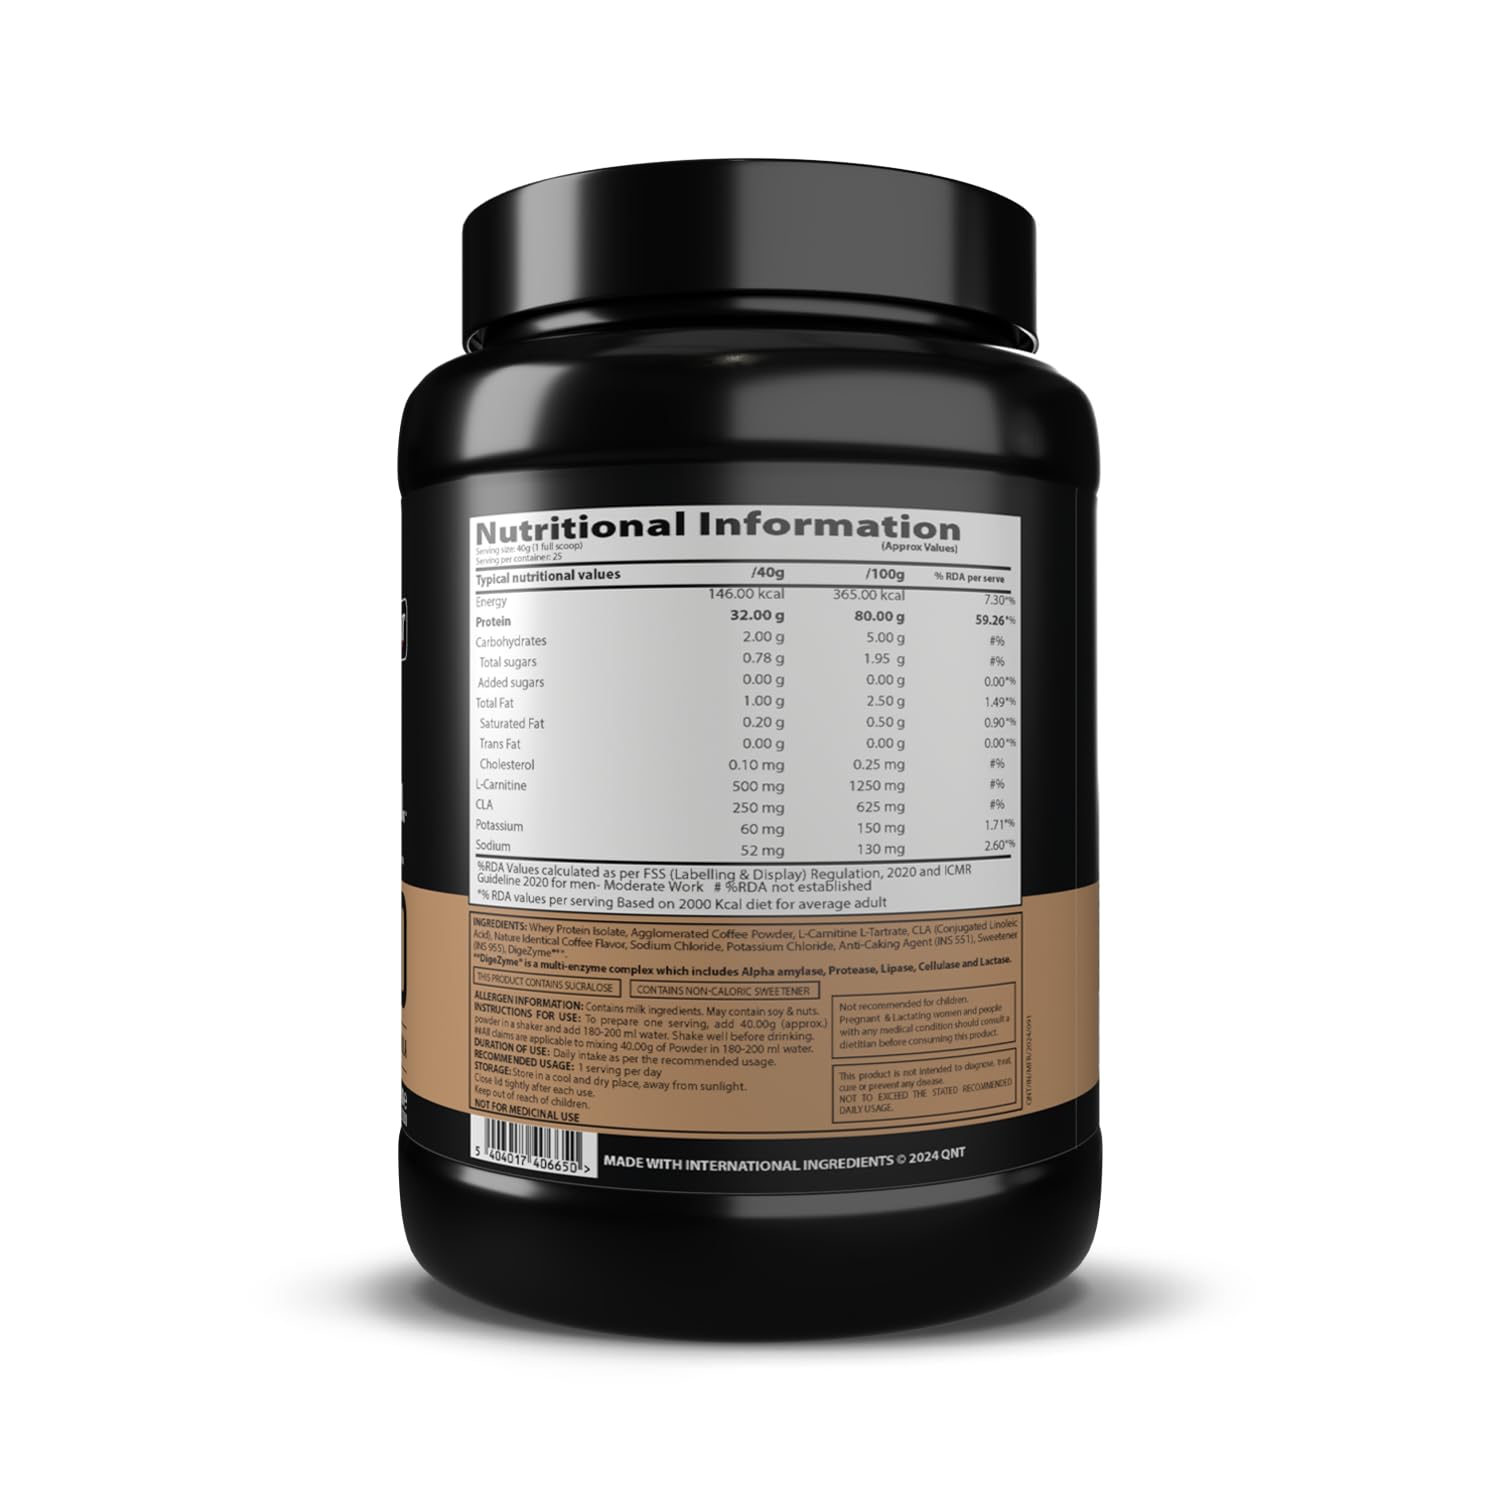 Nutritional Information
Serving size: 40g (1 full scoop)
(Approx Values)
Serving per container: 25
Typical nutritional values /40g /100g % RDA per serve
Energy 146.00 kcal 365.00 kcal 7.30*%
Protein 32.00 g 80.00 g 59.26*%
Carbohydrates 2.00 g 5.00 g #%
Total sugars 0.78 g 1.95 g #%
Added sugars 0.00 g 0.00 g 0.00*%
Total Fat 1.00 g 2.50 g 1.49*%
Saturated Fat 0.20 g 0.50 g 0.90*%
Trans Fat 0.00 g 0.00 g 0.00*%
Cholesterol 0.10 mg 0.25 mg #%
L-Carnitine 500 mg 1250 mg #%
CLA 250 mg 625 mg #%
Potassium 60 mg 150 mg 1.71*%
Sodium 52 mg 130 mg 2.60*%
%RDA Values calculated as per FSS (Labelling & Display) Regulation, 2020 and ICMR
Guideline 2020 for men- Moderate Work # %RDA not established
*% RDA values per serving Based on 2000 Kcal diet for average adult
INGREDIENTS: Whey Protein Isolate, Agglomerated Coffee Powder, L-Carnitine L-Tartrate, CLA (Conjugated Linoleic
Acid), Nature Identical Coffee Flavor, Sodium Chloride, Potassium Chloride, Anti-Caking Agent (INS 551), Sweetener
(INS 955), DigeZyme®**.
**DigeZyme® is a multi-enzyme complex which includes Alpha amylase, Protease, Lipase, Cellulase and Lactase.
THIS PRODUCT CONTAINS SUCRALOSE
CONTAINS NON-CALORIC SWEETENER
ALLERGEN INFORMATION: Contains milk ingredients. May contain soy & nuts.
INSTRUCTIONS FOR USE: To prepare one serving, add 40.00g (approx.)
powder in a shaker and add 180-200 ml water. Shake well before drinking.
##All claims are applicable to mixing 40.00g of Powder in 180-200 ml water.
DURATION OF USE: Daily intake as per the recommended usage.
RECOMMENDED USAGE: 1 serving per day
STORAGE: Store in a cool and dry place, away from sunlight.
Close lid tightly after each use.
Keep out of reach of children.
NOT FOR MEDICINAL USE
Not recommended for children.
Pregnant & Lactating women and people
with any medical condition should consult a
dietitian before consuming this product.
This product is not intended to diagnose, treat,
cure or prevent any disease.
NOT TO EXCEED THE STATED RECOMMENDED
DAILY USAGE.
QNT/IN/MFR/2024/091
5 404017 406650 >
MADE WITH INTERNATIONAL INGREDIENTS © 2024 QNT